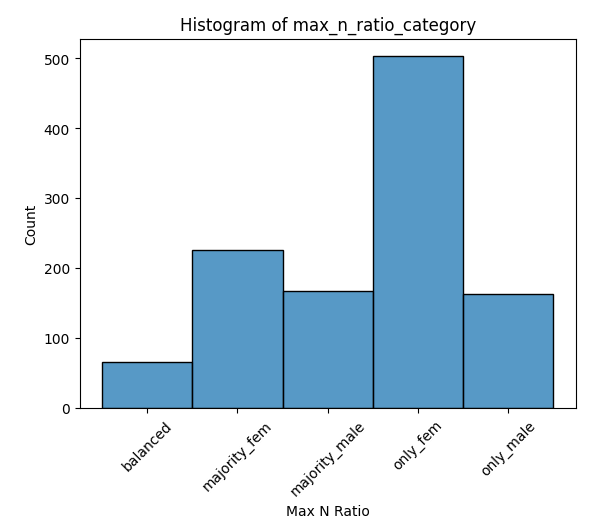 Histogram of max_n_ratio_category
500
400
300
200
100
0
Count
balanced
majority_fem
majority_male
only_fem
only_male
Max N Ratio